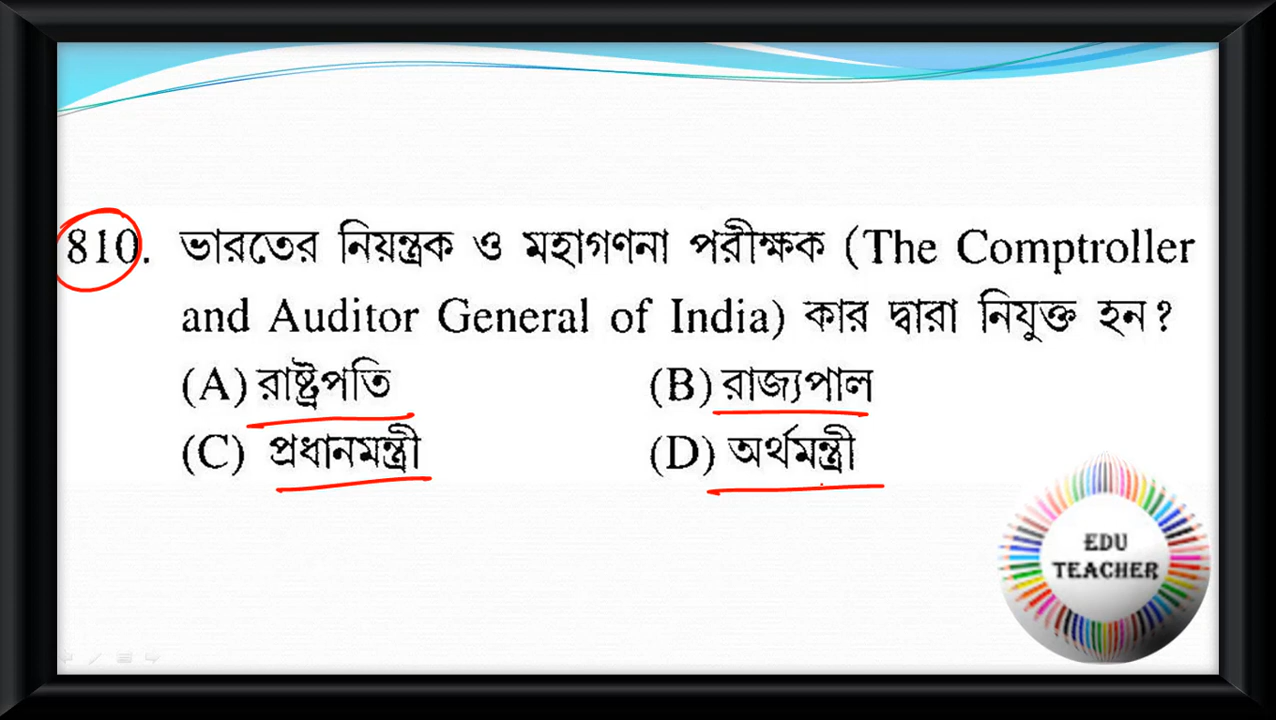 810. ভারতের নিয়ন্ত্রক ও মহাগণনা পরীক্ষক (The Comptroller
and Auditor General of India) কার দ্বারা নিযুক্ত হন?
(A) রাষ্ট্রপতি (B) রাজ্যপাল
(C) প্রধানমন্ত্রী (D) অর্থমন্ত্রী
EDU
TEACHER